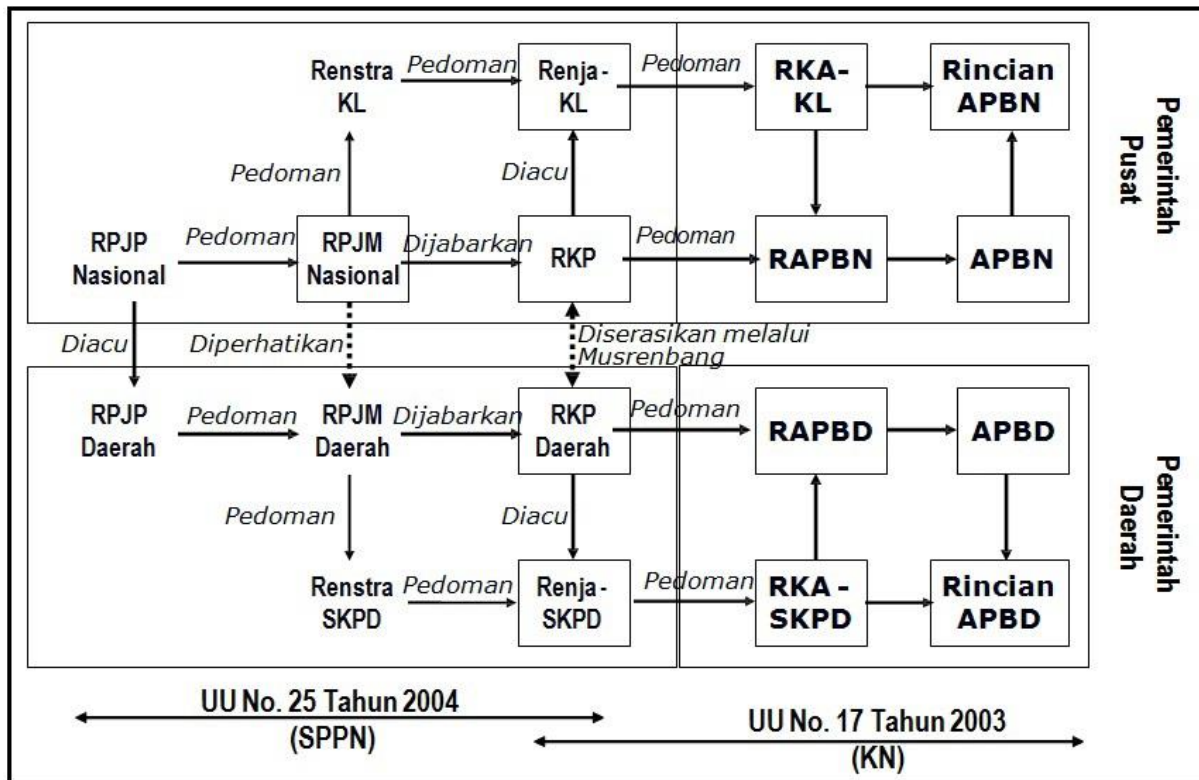 Renstra
KL
Pedoman
Renja -
KL
Pedoman
RKA-
KL
Rincian
APBN
Pedoman
Diacu
RPJP
Nasional
Pedoman
RPJM
Nasional
Dijabarkan
RKP
Pedoman
RAPBN
APBN
Pemerintah
Pusat
Diacu
Diperhatikan
Diserasikan melalui
Musrenbang
RPJP
Daerah
Pedoman
RPJM
Daerah
Dijabarkan
RKP
Daerah
Pedoman
RAPBD
APBD
Pedoman
Diacu
Renstra
SKPD
Pedoman
Renja -
SKPD
Pedoman
RKA -
SKPD
Rincian
APBD
Pemerintah
Daerah
UU No. 25 Tahun 2004
(SPPN)
UU No. 17 Tahun 2003
(KN)